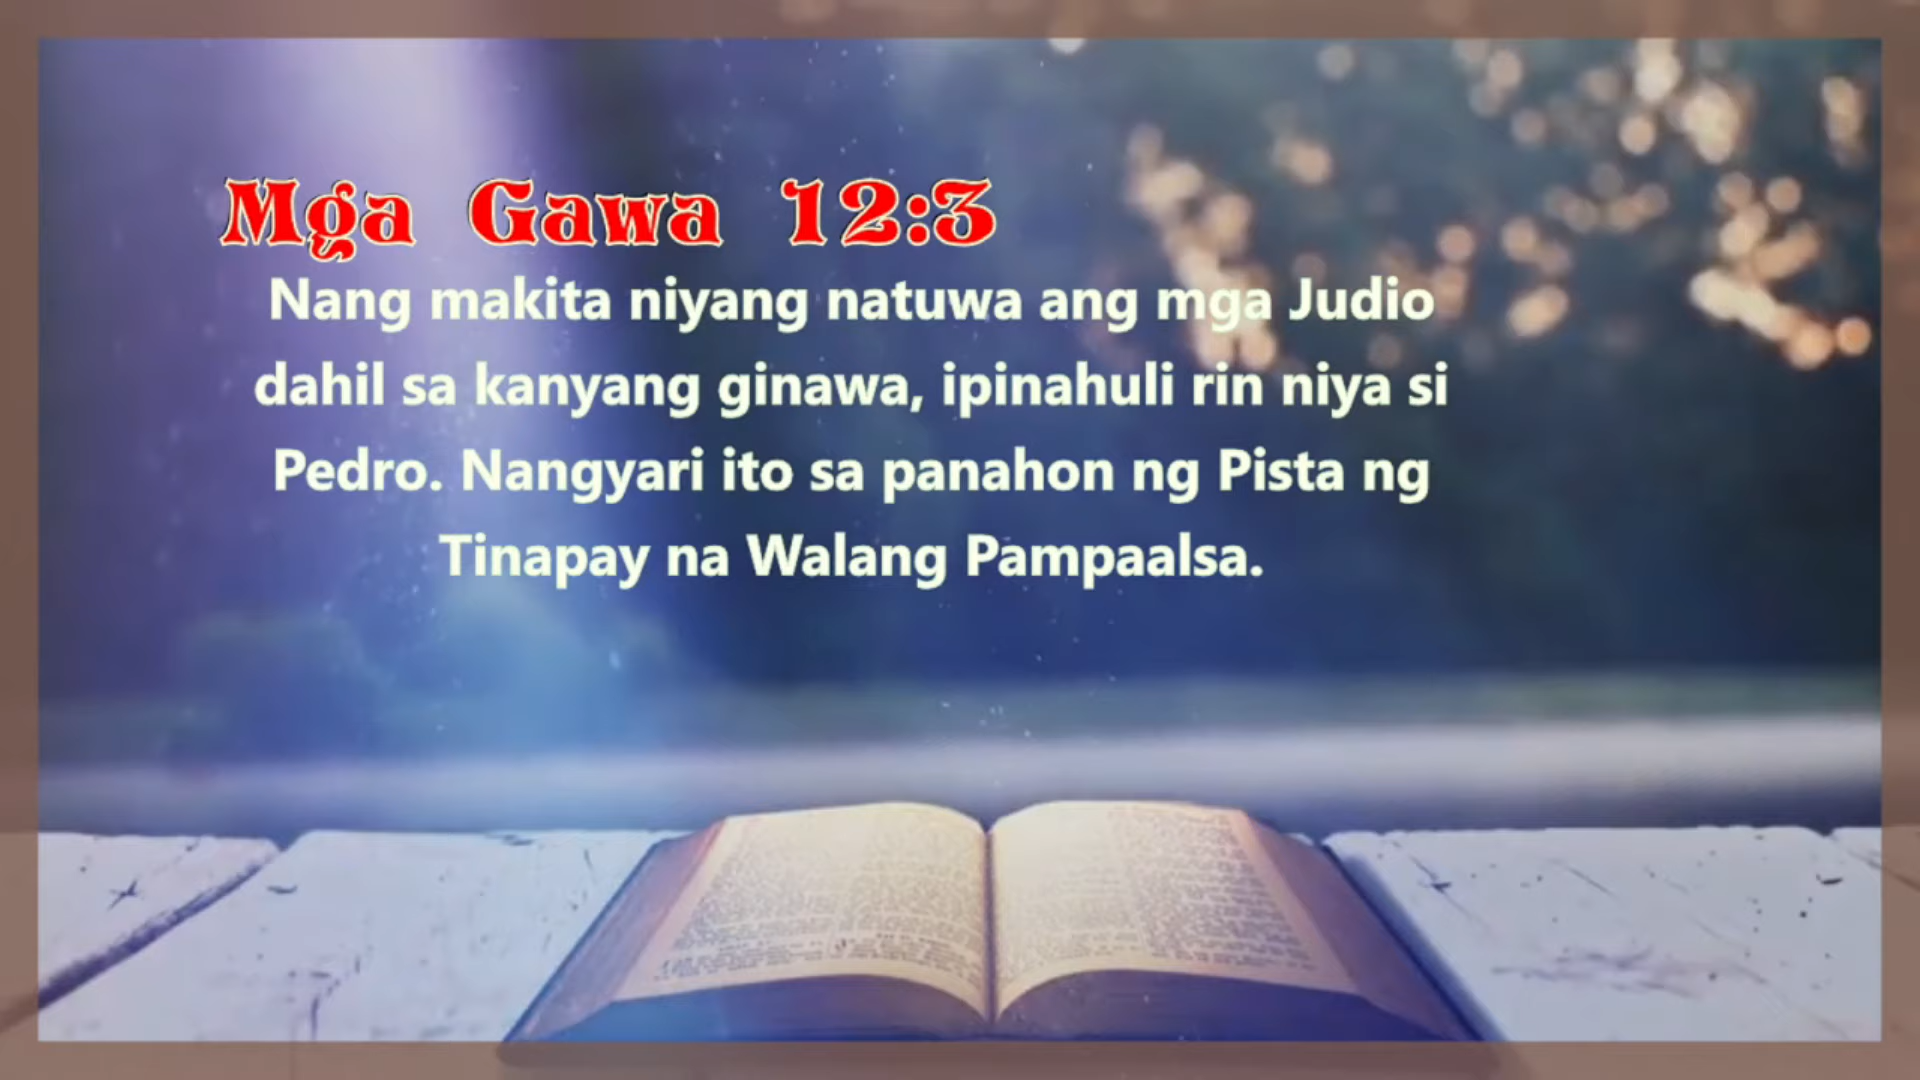 Mga Gawa 12:3
Nang makita niyang natuwa ang mga Judio
dahil sa kanyang ginawa, ipinahuli rin niya si
Pedro. Nangyari ito sa panahon ng Pista ng
Tinapay na Walang Pampaalsa.